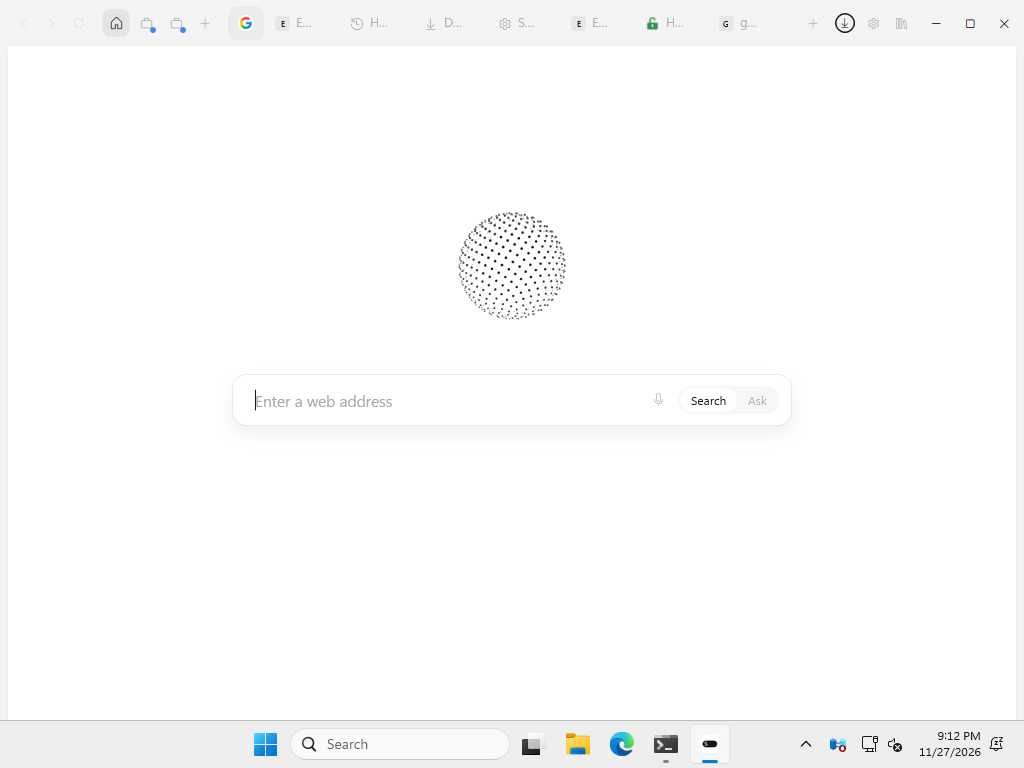 E E... H... D... S... E E... H... G g...
Enter a web address
Search Ask
Search
9:12 PM
11/27/2026